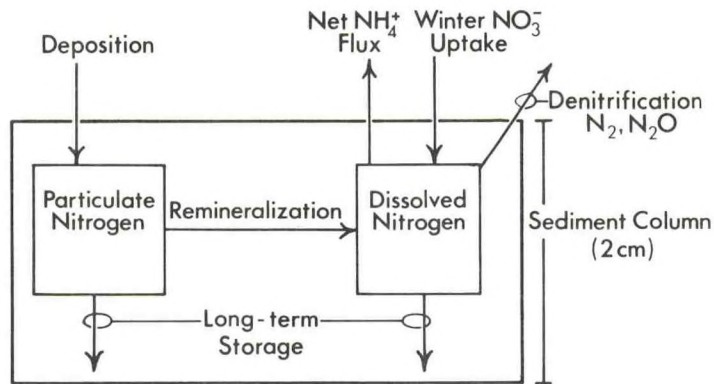 Deposition
Net NH4+
Flux
Winter NO3-
Uptake
Denitrification
N2, N2O
Particulate
Nitrogen
Remineralization
Dissolved
Nitrogen
Sediment Column
(2 cm)
Long-term
Storage